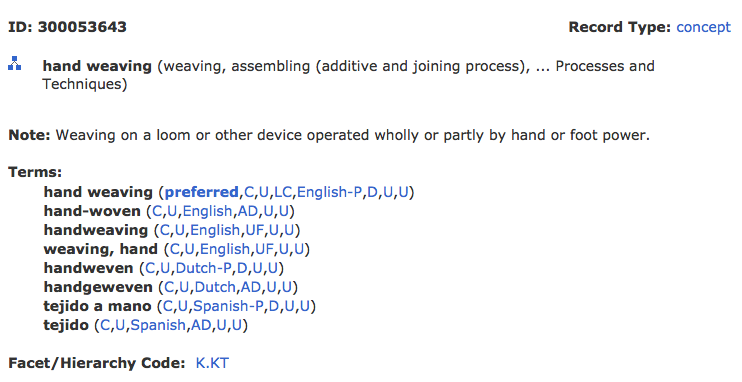 ID: 300053643 Record Type: concept
hand weaving (weaving, assembling (additive and joining process), ... Processes and
Techniques)
Note: Weaving on a loom or other device operated wholly or partly by hand or foot power.
Terms:
hand weaving (preferred,C,U,LC,English-P,D,U,U)
hand-woven (C,U,English,AD,U,U)
handweaving (C,U,English,UF,U,U)
weaving, hand (C,U,English,UF,U,U)
handweven (C,U,Dutch-P,D,U,U)
handgeweven (C,U,Dutch,AD,U,U)
tejido a mano (C,U,Spanish-P,D,U,U)
tejido (C,U,Spanish,AD,U,U)
Facet/Hierarchy Code: K.KT